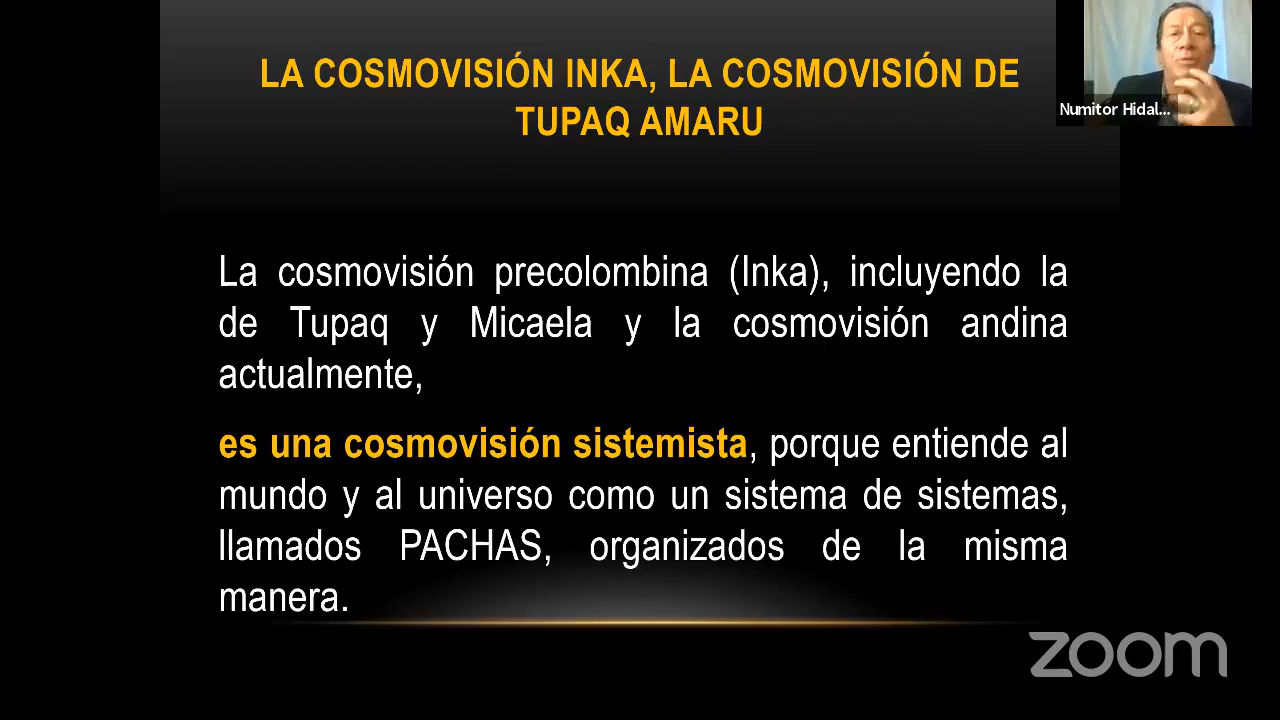 LA COSMOVISIÓN INKA, LA COSMOVISIÓN DE
TUPAQ AMARU
Numitor Hidal...
La cosmovisión precolombina (Inka), incluyendo la
de Tupaq y Micaela y la cosmovisión andina
actualmente,
es una cosmovisión sistemista, porque entiende al
mundo y al universo como un sistema de sistemas,
llamados PACHAS, organizados de la misma
manera.
zoom